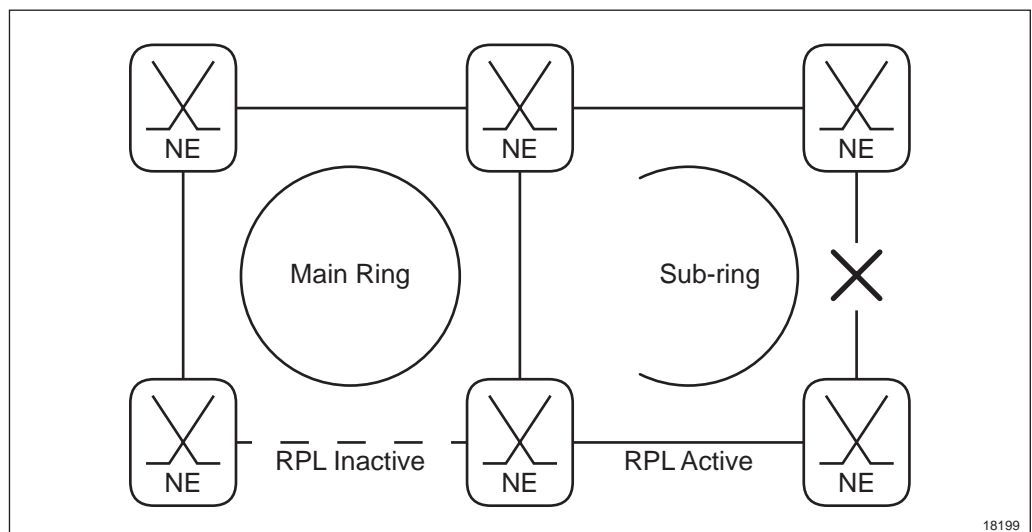 NE
NE
NE
Main Ring
Sub-ring
RPL Inactive
RPL Active
NE
NE
NE
18199